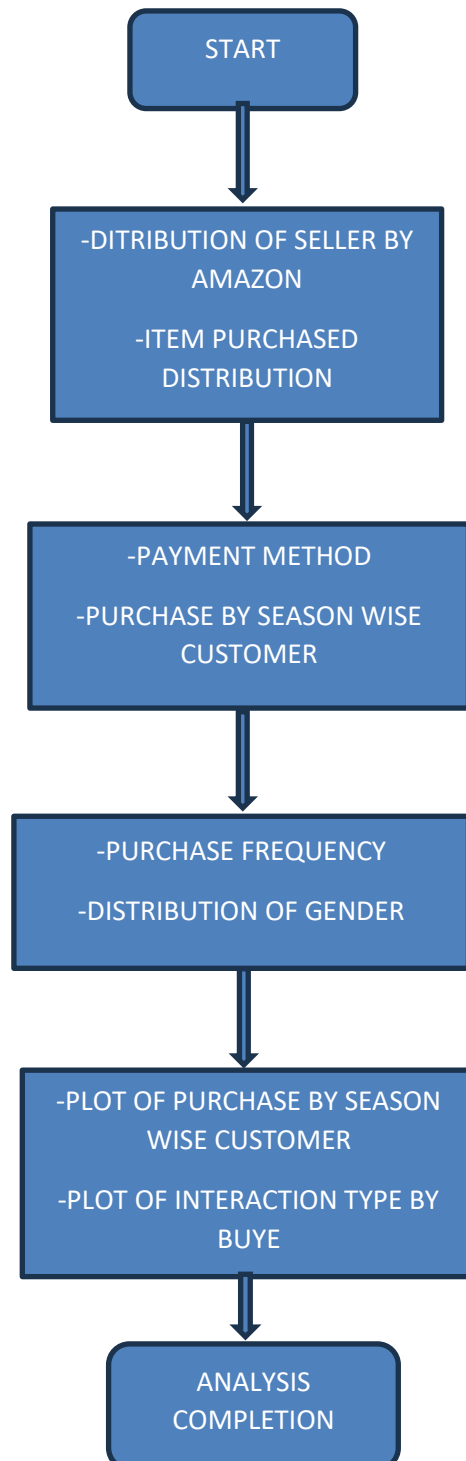 START
-DITRIBUTION OF SELLER BY
AMAZON
-ITEM PURCHASED
DISTRIBUTION
-PAYMENT METHOD
-PURCHASE BY SEASON WISE
CUSTOMER
-PURCHASE FREQUENCY
-DISTRIBUTION OF GENDER
-PLOT OF PURCHASE BY SEASON
WISE CUSTOMER
-PLOT OF INTERACTION TYPE BY
BUYE
ANALYSIS
COMPLETION